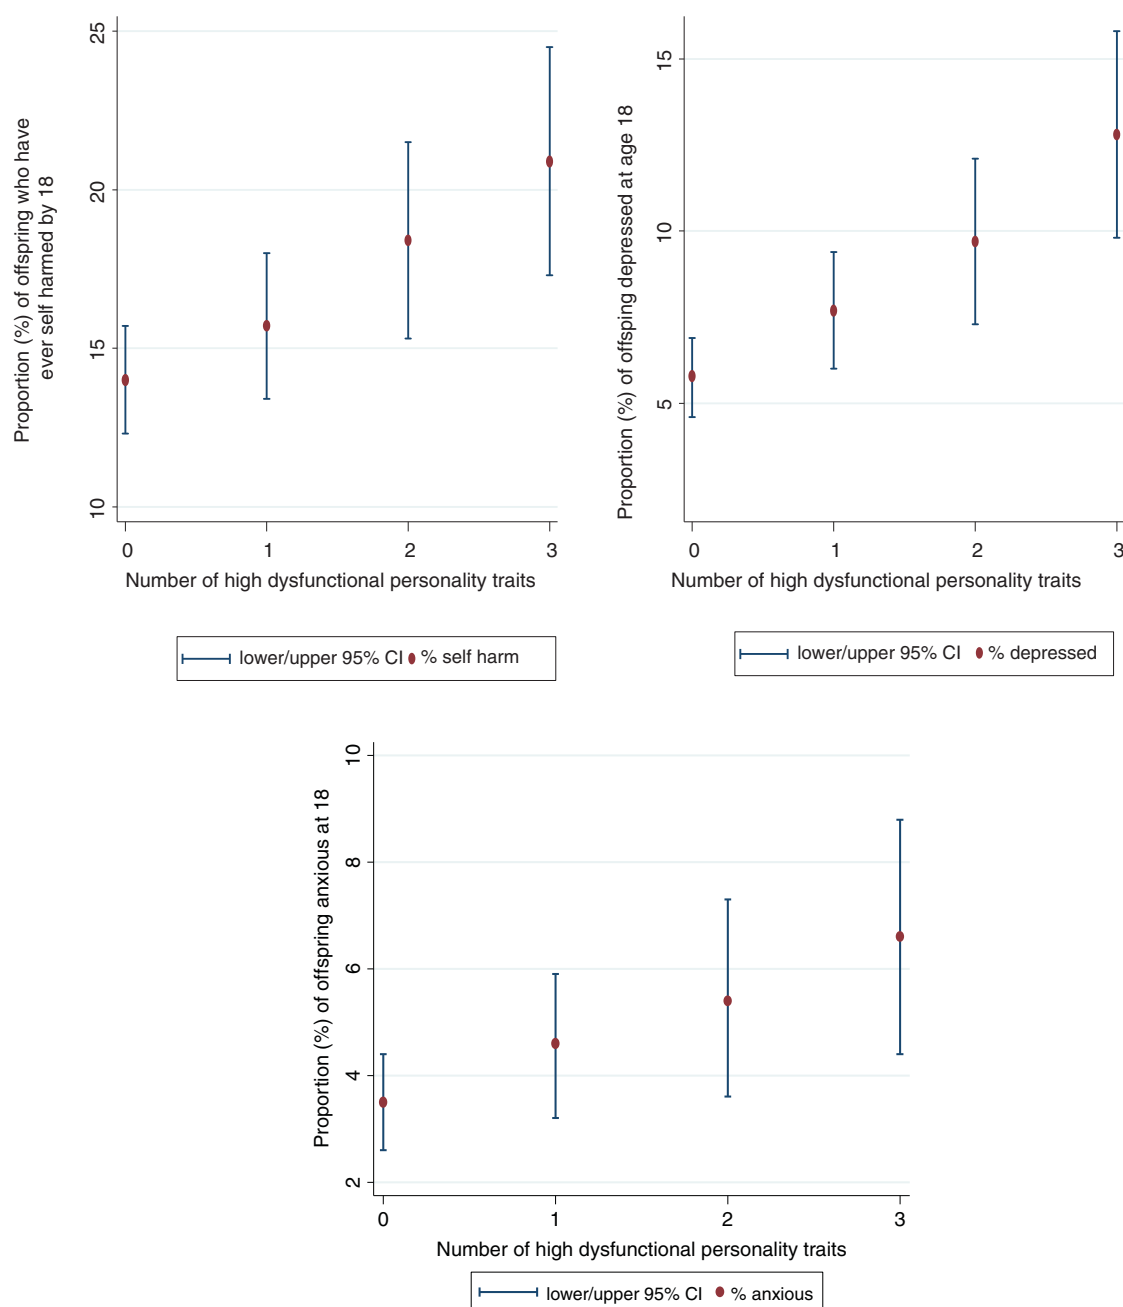 Proportion (%) of offspring who have
ever self harmed by 18
25
20
15
10
0 1 2 3
Number of high dysfunctional personality traits
lower/upper 95% CI % self harm
Proportion (%) of offsping depressed at age 18
15
10
5
0 1 2 3
Number of high dysfunctional personality traits
lower/upper 95% CI % depressed
Proportion (%) of offspring anxious at 18
10
8
6
4
2
0 1 2 3
Number of high dysfunctional personality traits
lower/upper 95% CI % anxious